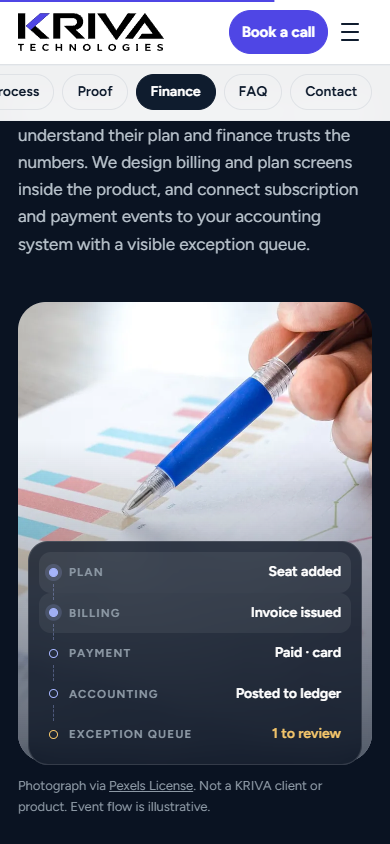 KRIVA
TECHNOLOGIES
Book a call
rocess
Proof
Finance
FAQ
Contact
understand their plan and finance trusts the
numbers. We design billing and plan screens
inside the product, and connect subscription
and payment events to your accounting
system with a visible exception queue.
PLAN Seat added
BILLING Invoice issued
PAYMENT Paid · card
ACCOUNTING Posted to ledger
EXCEPTION QUEUE 1 to review
Photograph via Pexels License. Not a KRIVA client or
product. Event flow is illustrative.